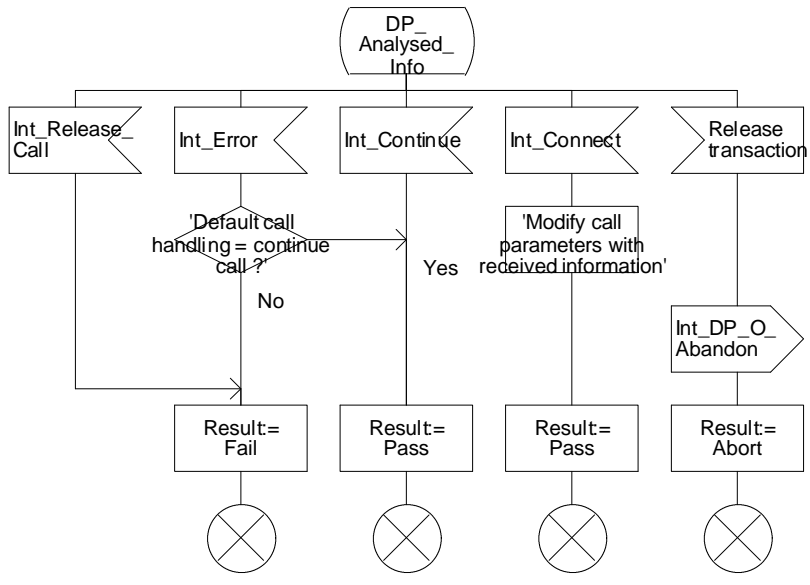 DP_
Analysed_
Info
Int_Release_
Call
Int_Error
Int_Continue
Int_Connect
Release
transaction
'Default call
handling = continue
call ?'
'Modify call
parameters with
received information'
Yes
No
Int_DP_O_
Abandon
Result:=
Fail
Result:=
Pass
Result:=
Pass
Result:=
Abort